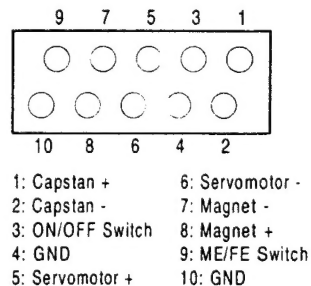 9 7 5 3 1
10 8 6 4 2
1: Capstan +
2: Capstan -
3: ON/OFF Switch
4: GND
5: Servomotor +
6: Servomotor -
7: Magnet -
8: Magnet +
9: ME/FE Switch
10: GND